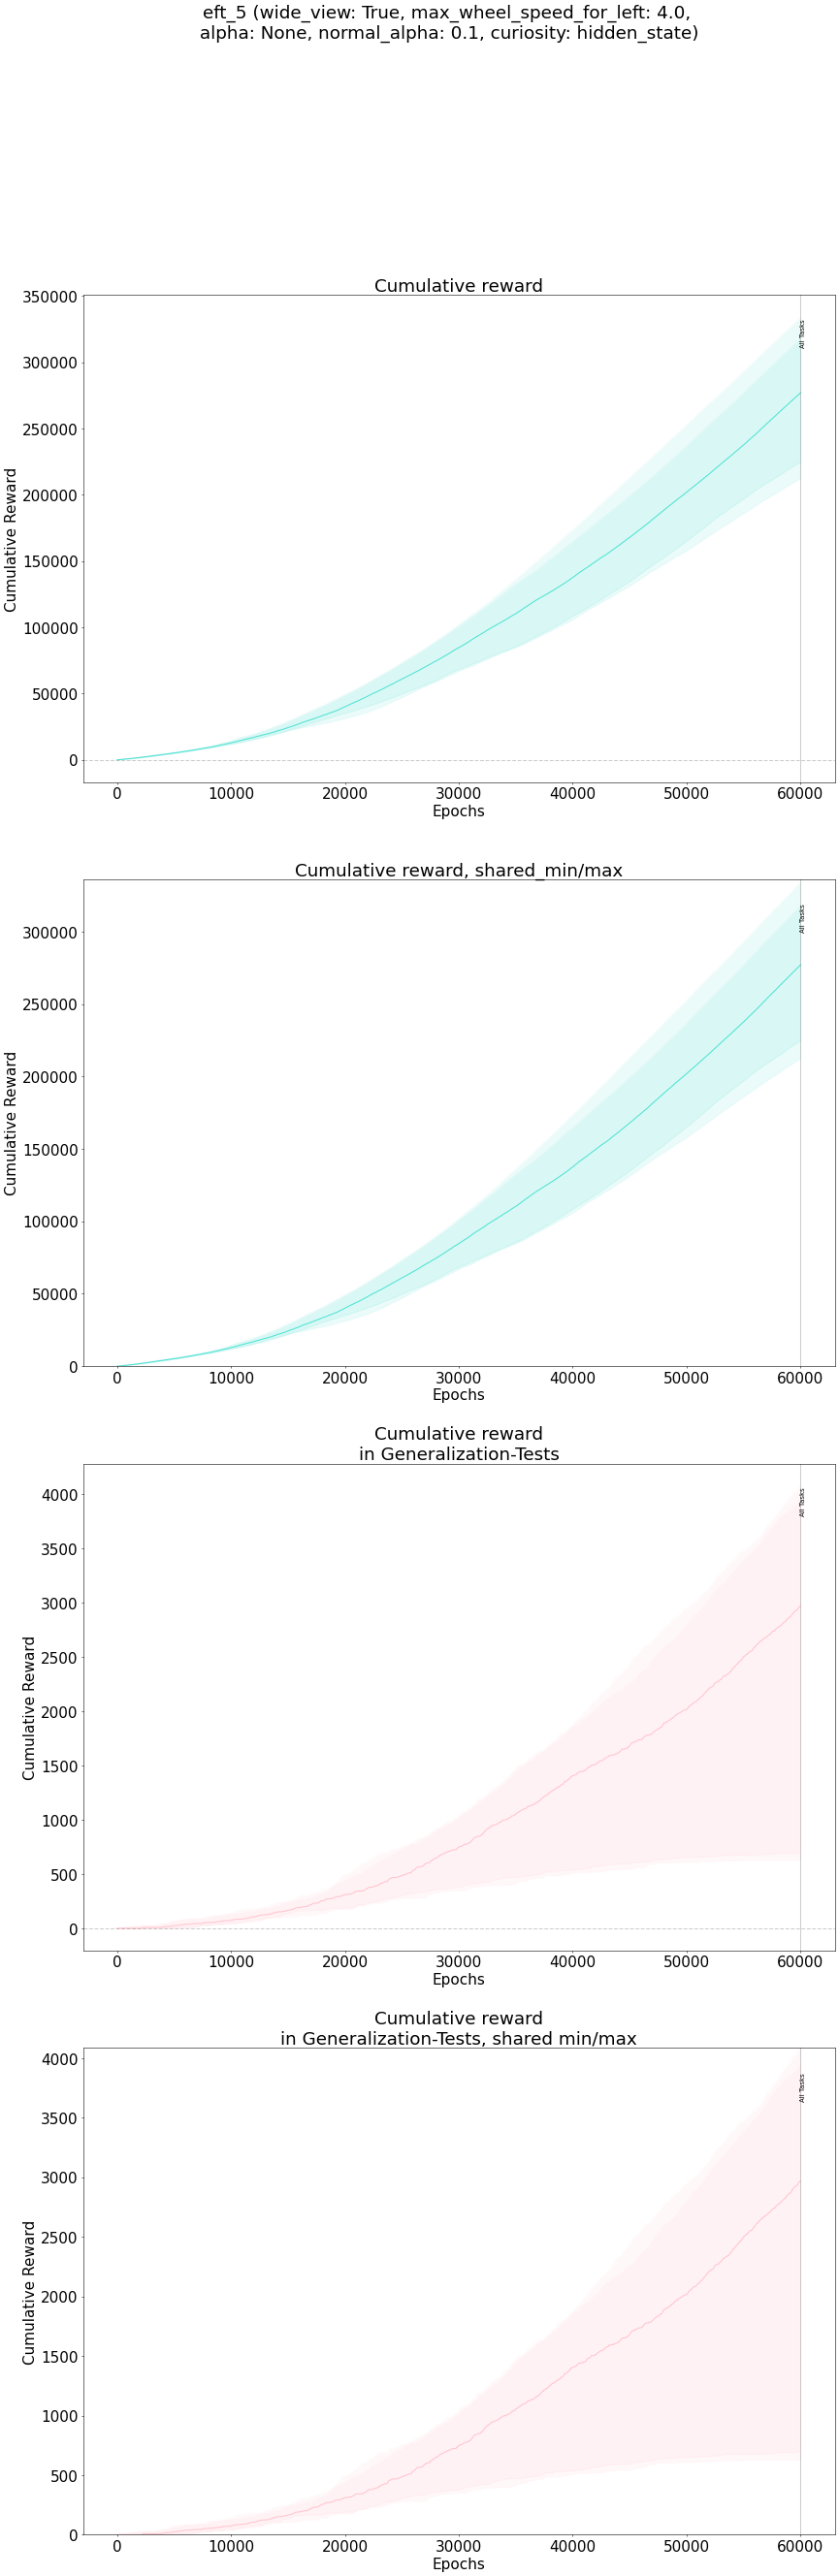 eft_5 (wide_view: True, max_wheel_speed_for_left: 4.0,
alpha: None, normal_alpha: 0.1, curiosity: hidden_state)
Cumulative reward
350000
300000
250000
200000
150000
100000
50000
0
Cumulative Reward
All Tasks
0 10000 20000 30000 40000 50000 60000
Epochs
Cumulative reward, shared_min/max
300000
250000
200000
150000
100000
50000
0
Cumulative Reward
All Tasks
0 10000 20000 30000 40000 50000 60000
Epochs
Cumulative reward
in Generalization-Tests
4000
3500
3000
2500
2000
1500
1000
500
0
Cumulative Reward
All Tasks
0 10000 20000 30000 40000 50000 60000
Epochs
Cumulative reward
in Generalization-Tests, shared min/max
4000
3500
3000
2500
2000
1500
1000
500
0
Cumulative Reward
All Tasks
0 10000 20000 30000 40000 50000 60000
Epochs